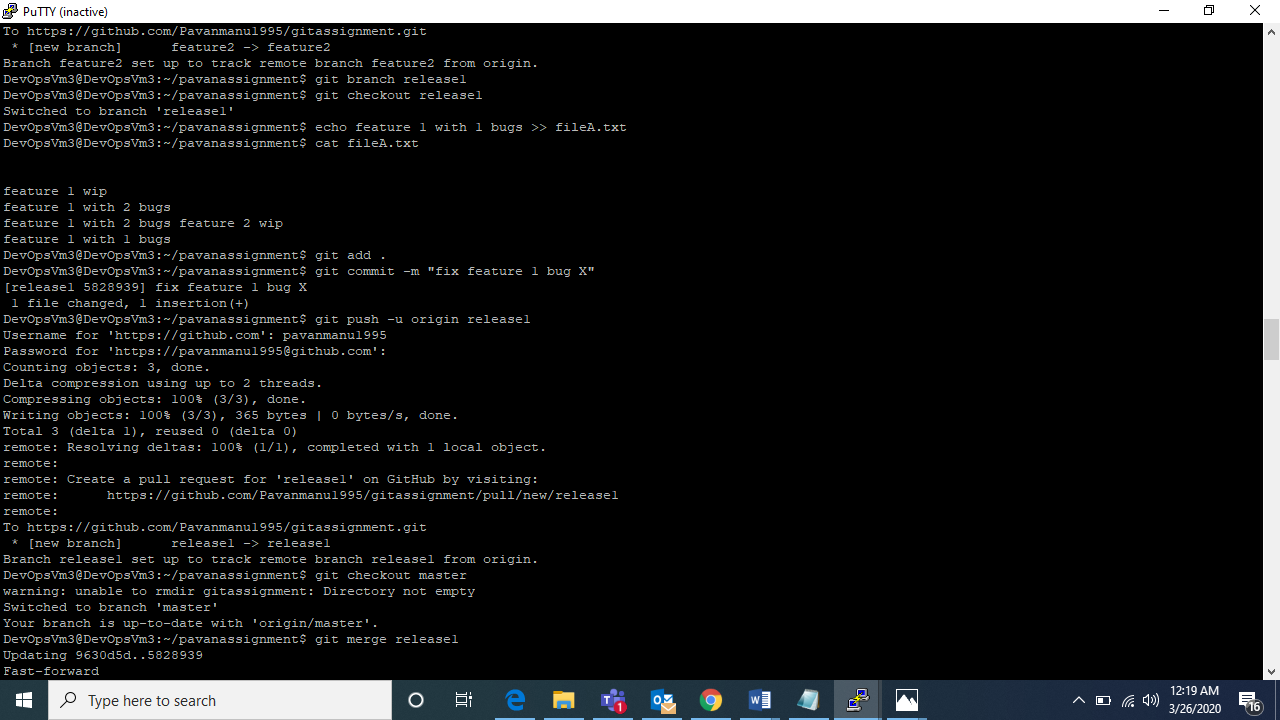 PuTTY (inactive)
To https://github.com/Pavanmanu1995/gitassignment.git
 * [new branch]      feature2 -> feature2
Branch feature2 set up to track remote branch feature2 from origin.
DevOpsVm3@DevOpsVm3:~/pavanassignment$ git branch release1
DevOpsVm3@DevOpsVm3:~/pavanassignment$ git checkout release1
Switched to branch 'release1'
DevOpsVm3@DevOpsVm3:~/pavanassignment$ echo feature 1 with 1 bugs >> fileA.txt
DevOpsVm3@DevOpsVm3:~/pavanassignment$ cat fileA.txt
feature 1 wip
feature 1 with 2 bugs
feature 1 with 2 bugs feature 2 wip
feature 1 with 1 bugs
DevOpsVm3@DevOpsVm3:~/pavanassignment$ git add .
DevOpsVm3@DevOpsVm3:~/pavanassignment$ git commit -m "fix feature 1 bug X"
[release1 5828939] fix feature 1 bug X
 1 file changed, 1 insertion(+)
DevOpsVm3@DevOpsVm3:~/pavanassignment$ git push -u origin release1
Username for 'https://github.com': pavanmanu1995
Password for 'https://pavanmanu1995@github.com':
Counting objects: 3, done.
Delta compression using up to 2 threads.
Compressing objects: 100% (3/3), done.
Writing objects: 100% (3/3), 365 bytes | 0 bytes/s, done.
Total 3 (delta 1), reused 0 (delta 0)
remote: Resolving deltas: 100% (1/1), completed with 1 local object.
remote:
remote: Create a pull request for 'release1' on GitHub by visiting:
remote:      https://github.com/Pavanmanu1995/gitassignment/pull/new/release1
remote:
To https://github.com/Pavanmanu1995/gitassignment.git
 * [new branch]      release1 -> release1
Branch release1 set up to track remote branch release1 from origin.
DevOpsVm3@DevOpsVm3:~/pavanassignment$ git checkout master
warning: unable to rmdir gitassignment: Directory not empty
Switched to branch 'master'
Your branch is up-to-date with 'origin/master'.
DevOpsVm3@DevOpsVm3:~/pavanassignment$ git merge release1
Updating 9630d5d..5828939
Fast-forward
Type here to search
1
12:19 AM
3/26/2020
16